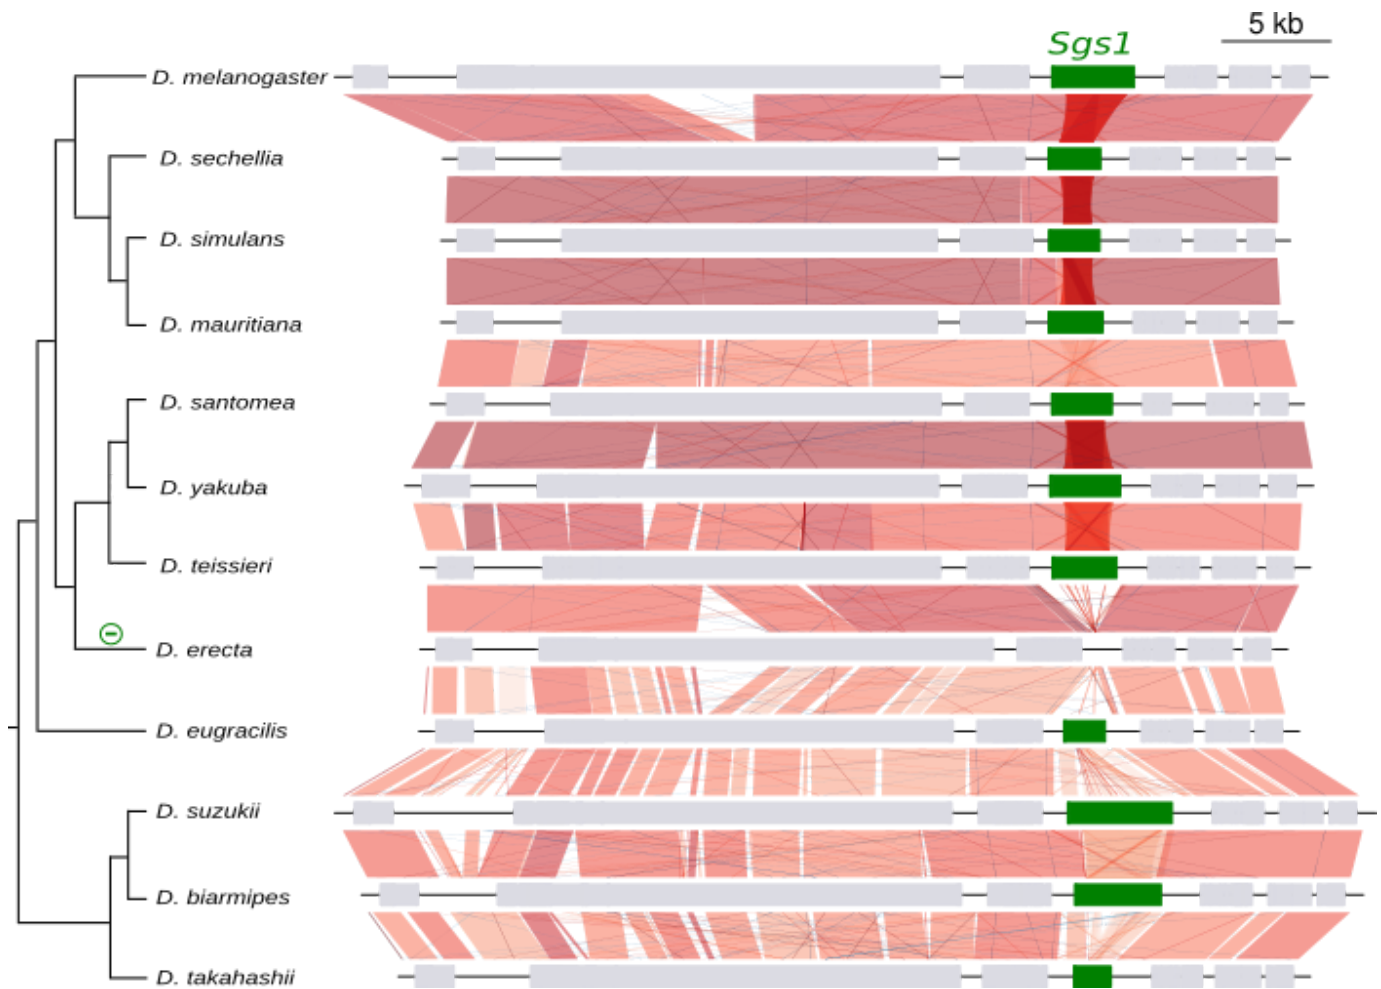 5 kb
Sgs1
D. melanogaster
D. sechellia
D. simulans
D. mauritiana
D. santomea
D. yakuba
D. teissieri
D. erecta
D. eugracilis
D. suzukii
D. biarmipes
D. takahashii